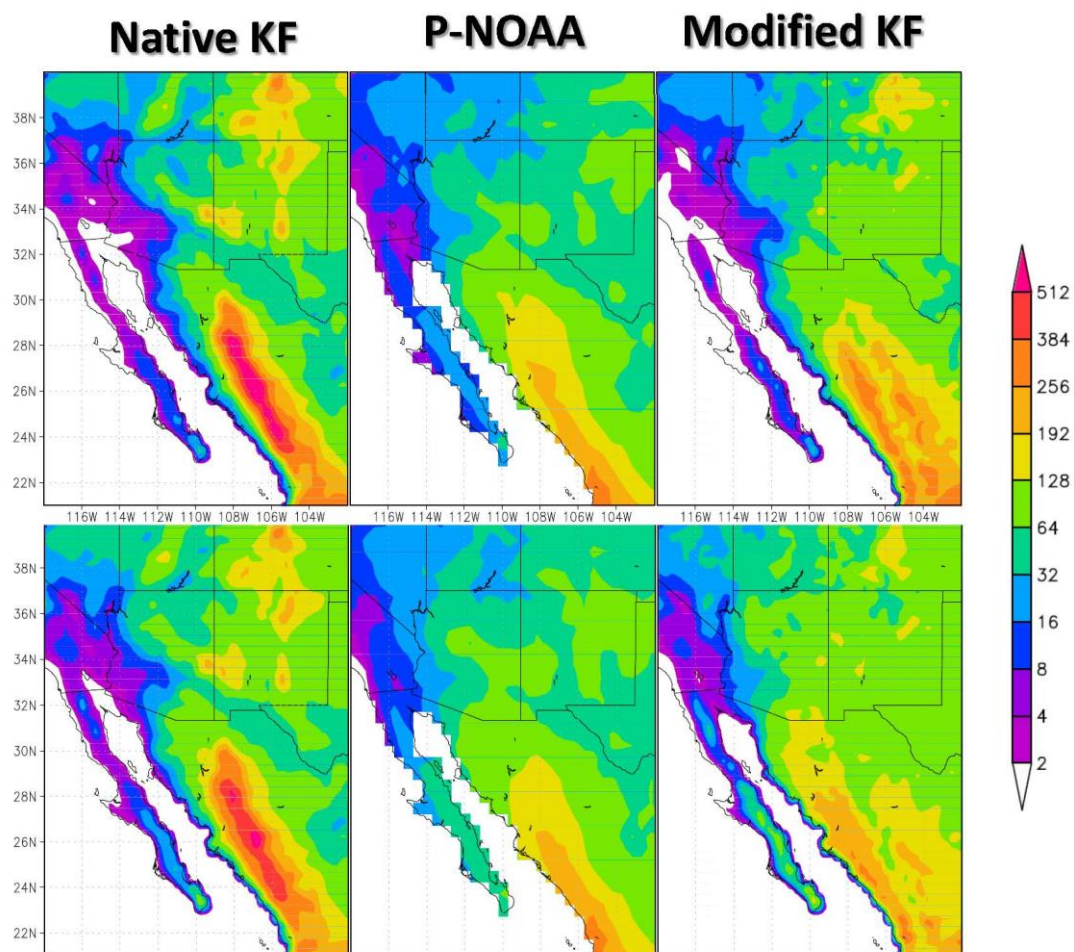 Native KF P-NOAA Modified KF
38N
36N
34N
32N
30N
28N
26N
24N
22N
116W 114W 112W 110W 108W 106W 104W 116W 114W 112W 110W 108W 106W 104W 116W 114W 112W 110W 108W 106W 104W
38N
36N
34N
32N
30N
28N
26N
24N
22N
512
384
256
192
128
64
32
16
8
4
2